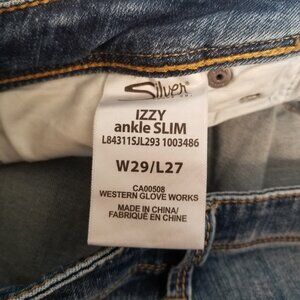 Silver
IZZY
ankle SLIM
L84311SJL293 1003486
W29/L27
CA00508
WESTERN GLOVE WORKS
MADE IN CHINA/
FABRIQUÉ EN CHINE